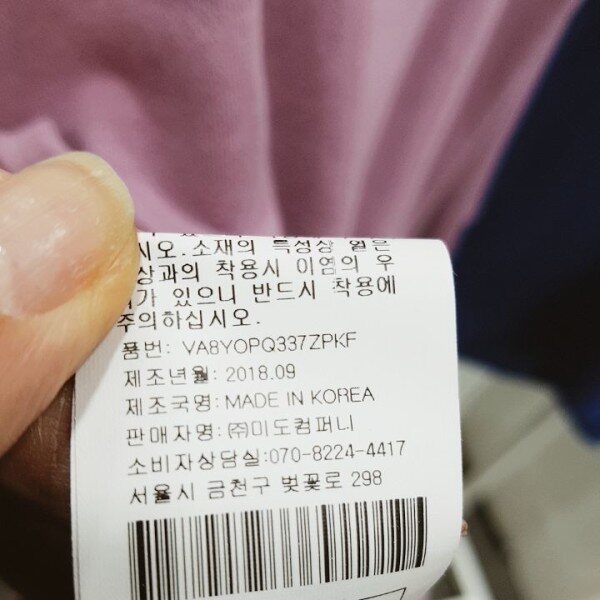 시오.소재의 특성상 옅은
상과의 착용시 이염의 우
가 있으니 반드시 착용에
주의하십시오.
품번: VA8YOPQ337ZPKF
제조년월: 2018.09
제조국명: MADE IN KOREA
판매자명: ㈜미도컴퍼니
소비자상담실:070-8224-4417
서울시 금천구 벚꽃로 298